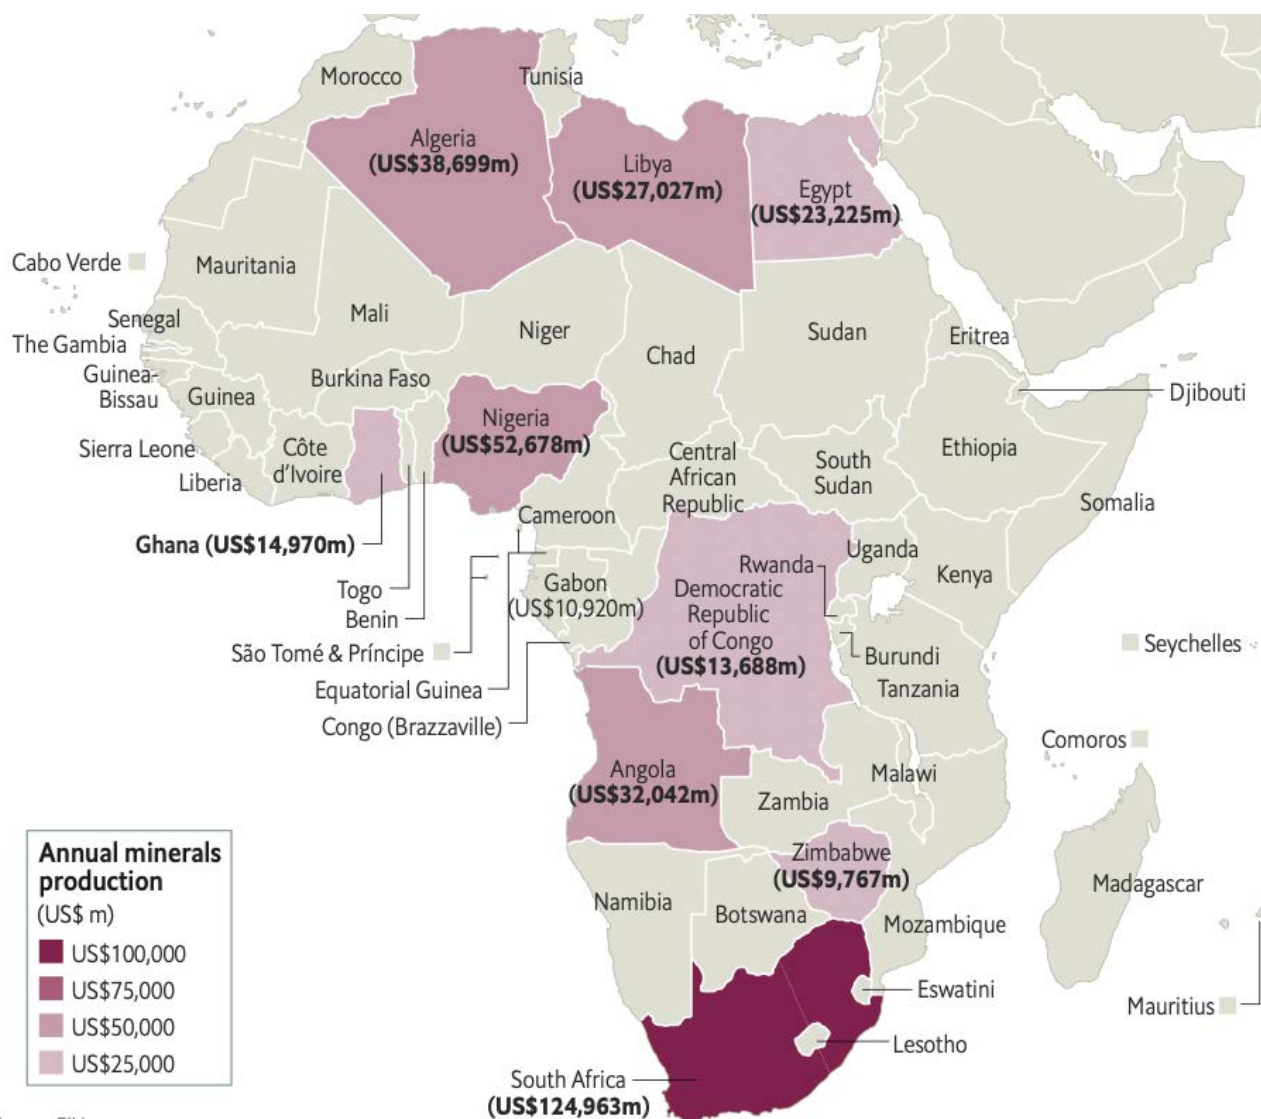 Morocco
Tunisia
Algeria
(US$38,699m)
Libya
(US$27,027m)
Egypt
(US$23,225m)
Cabo Verde
Mauritania
Mali
Niger
Chad
Sudan
Eritrea
Senegal
The Gambia
Guinea-
Bissau
Guinea
Burkina Faso
Djibouti
Nigeria
(US$52,678m)
Sierra Leone
Liberia
Côte
d'Ivoire
Central
African
Republic
South
Sudan
Ethiopia
Somalia
Ghana (US$14,970m)
Cameroon
Togo
Benin
Gabon
(US$10,920m)
Rwanda
Uganda
Kenya
Democratic
Republic
of Congo
(US$13,688m)
São Tomé & Príncipe
Equatorial Guinea
Congo (Brazzaville)
Burundi
Tanzania
Seychelles
Comoros
Angola
(US$32,042m)
Zambia
Malawi
Zimbabwe
(US$9,767m)
Namibia
Botswana
Mozambique
Madagascar
Mauritius
Eswatini
Lesotho
South Africa
(US$124,963m)
Annual minerals
production
(US$ m)
US$100,000
US$75,000
US$50,000
US$25,000